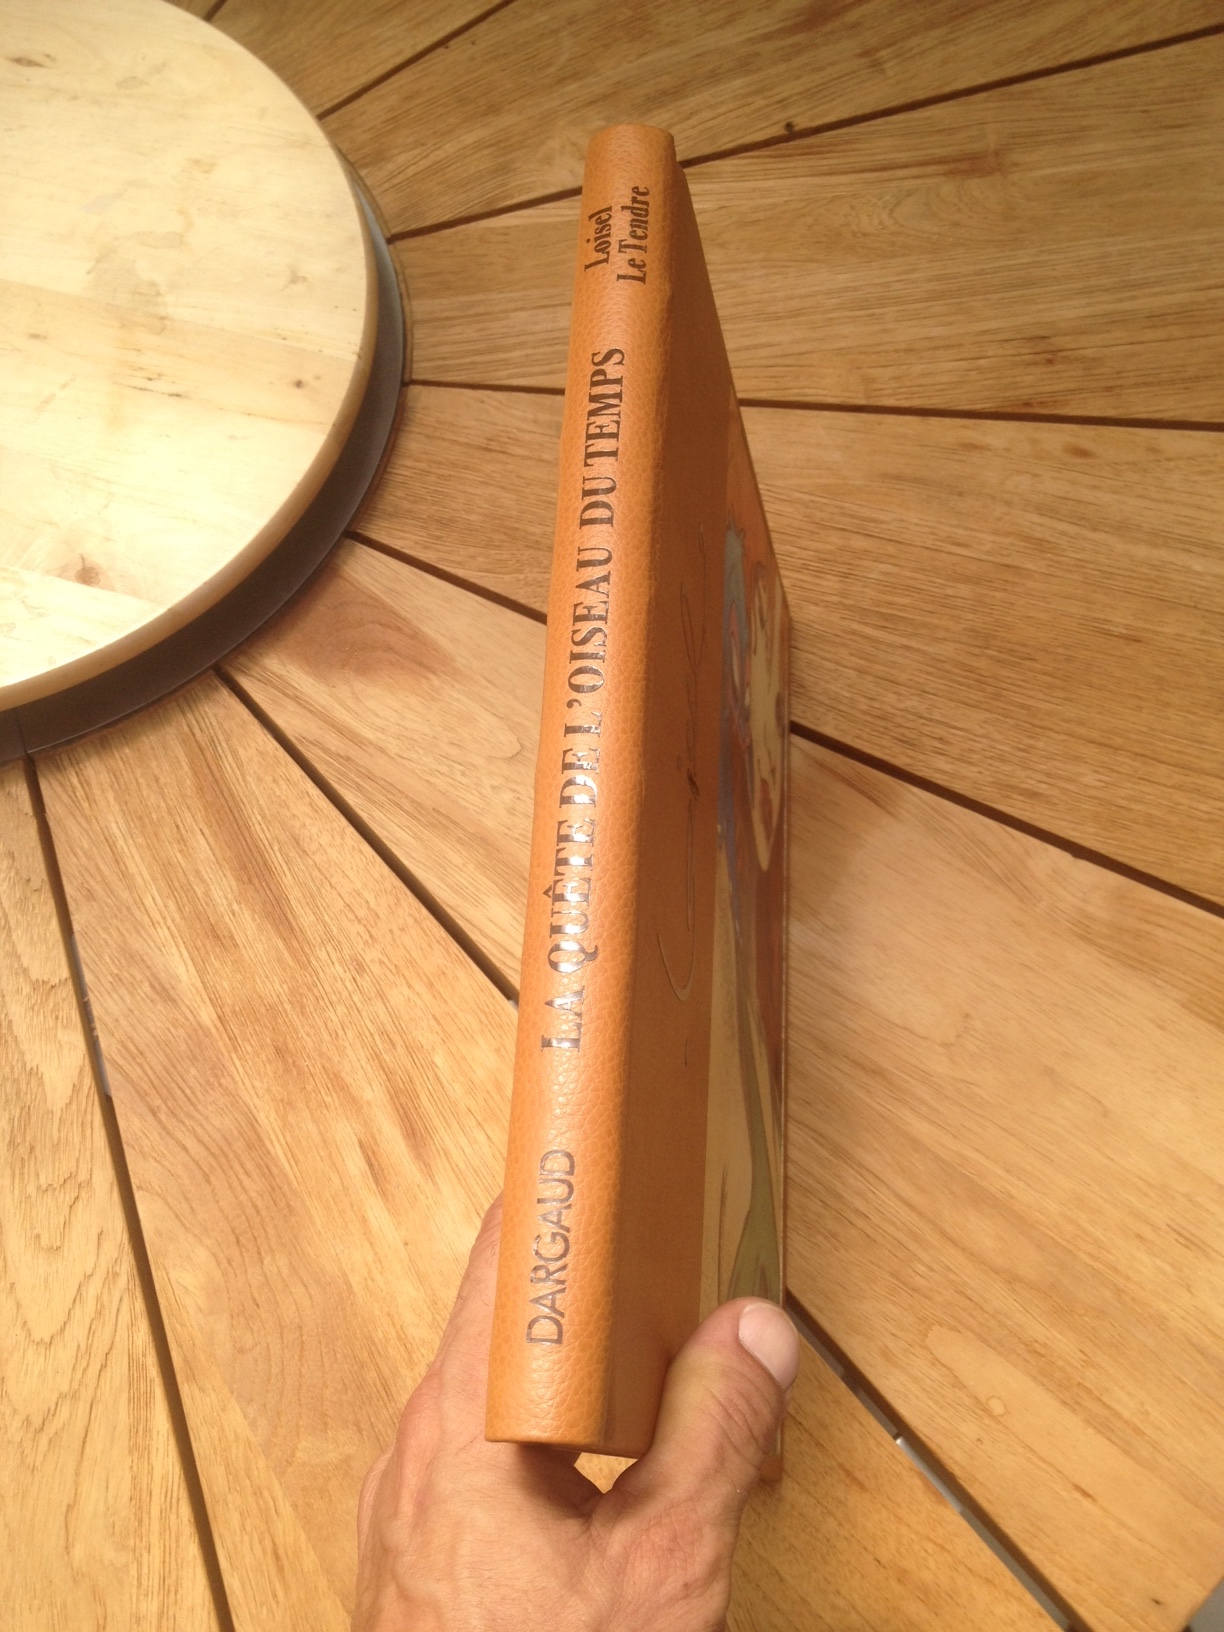 Loisel
Le Tendre
LA QUÊTE DE L'OISEAU DU TEMPS
DARGAUD